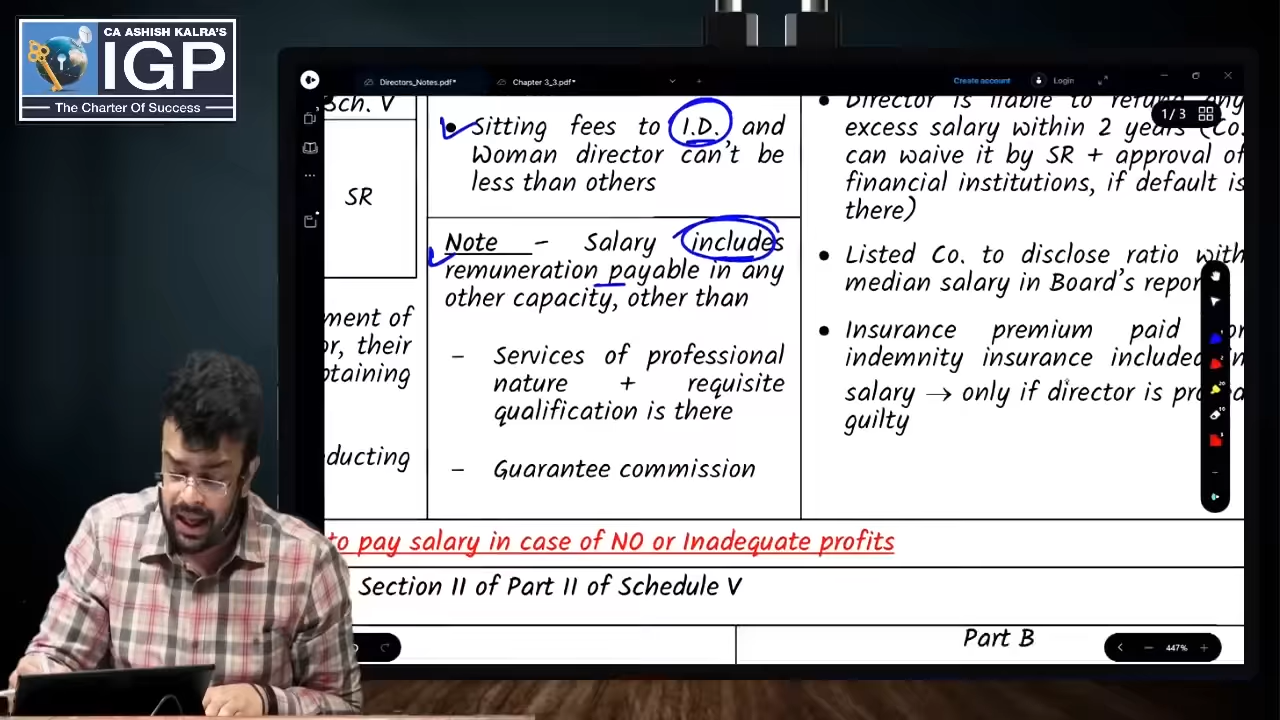 CA ASHISH KALRA'S
IGP
The Charter Of Success
Directors_Notes.pdf*
Chapter 3_3.pdf*
Create account
Login
1/3
Sch. V
SR
ment of
or, their
otaining
ducting
Sitting fees to I.D. and
Woman director can't be
less than others
Note - Salary includes
remuneration payable in any
other capacity, other than
- Services of professional
nature + requisite
qualification is there
- Guarantee commission
• Director is liable to refund any
excess salary within 2 years (Co.
can waive it by SR + approval of
financial institutions, if default is
there)
• Listed Co. to disclose ratio with
median salary in Board's repor
• Insurance premium paid or
indemnity insurance included in
salary → only if director is
guilty
to pay salary in case of NO or Inadequate profits
Section II of Part II of Schedule V
Part B
447%